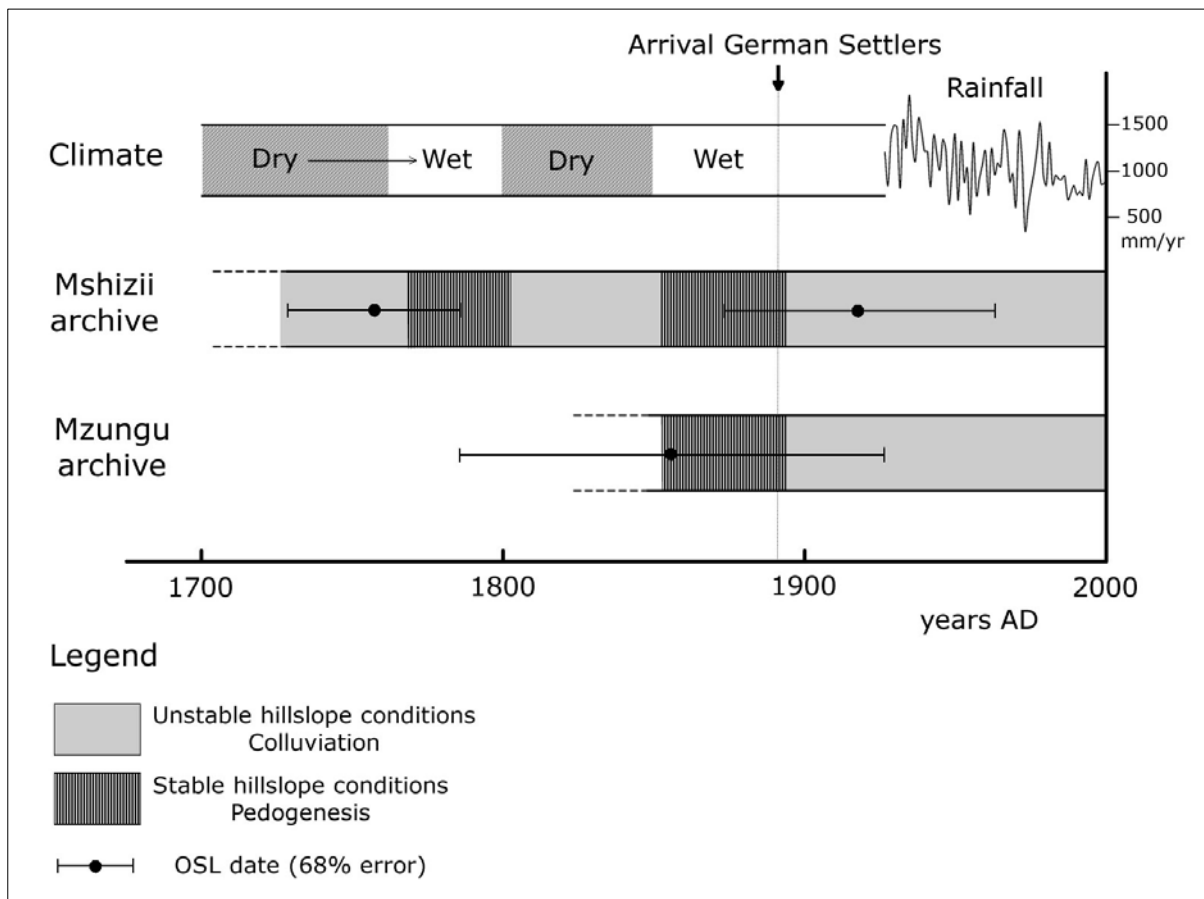 Arrival German Settlers
Rainfall
Climate
Dry
Wet
Dry
Wet
1500
1000
500
mm/yr
Mshizii
archive
Mzungu
archive
1700
1800
1900
2000
years AD
Legend
Unstable hillslope conditions
Colluviation
Stable hillslope conditions
Pedogenesis
OSL date (68% error)